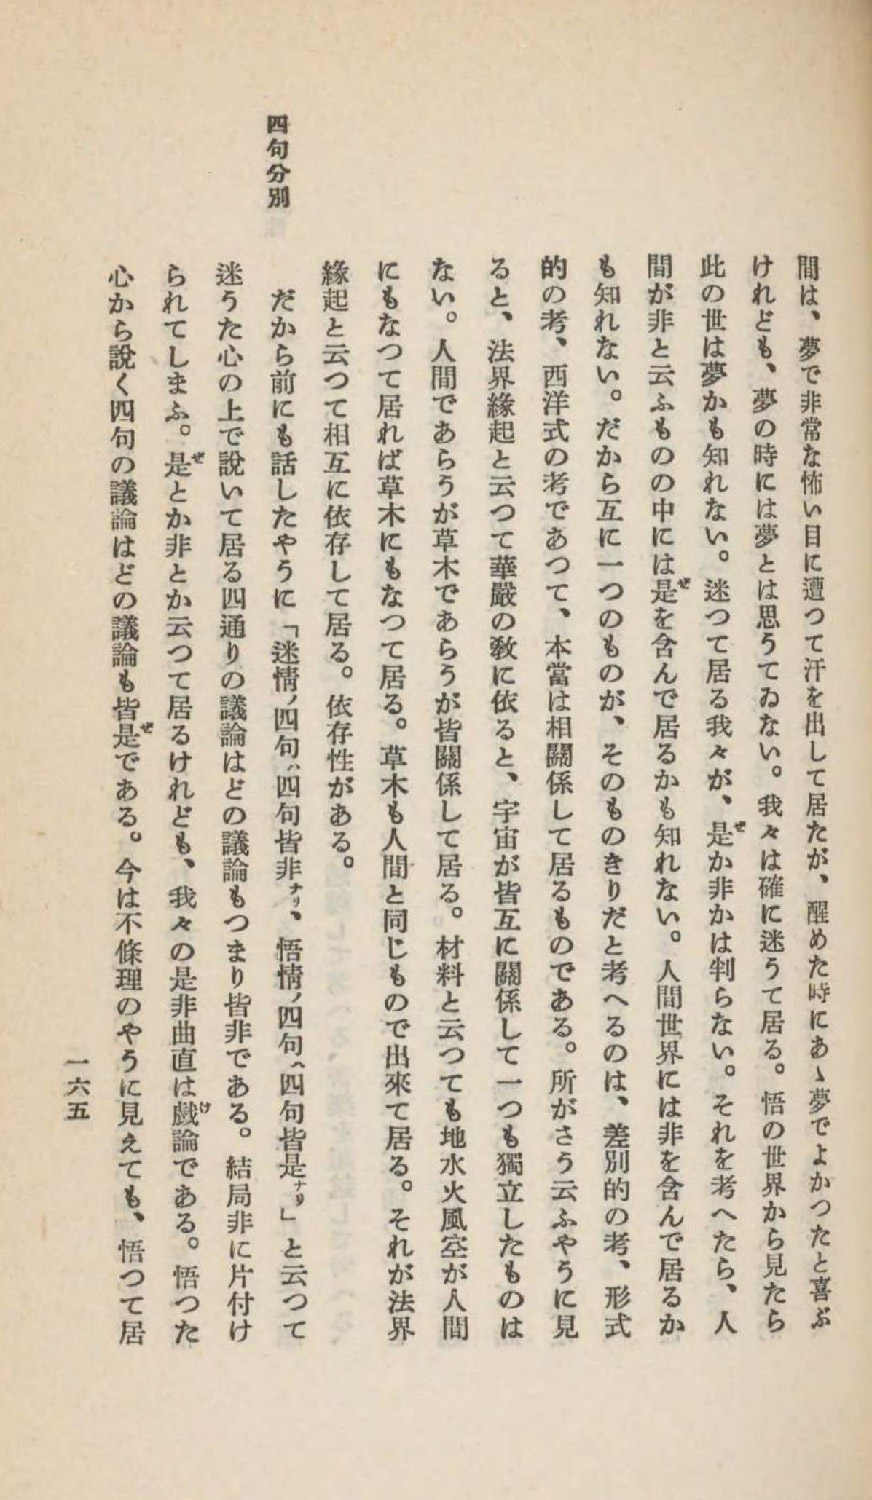 間は、夢で非常な怖い目に遭つて汗を出して居たが、醒めた時にあゝ夢でよかつたと喜ぶ
けれども、夢の時には夢とは思うてゐない。我々は確に迷うて居る。悟の世界から見たら
此の世は夢かも知れない。迷つて居る我々が、是ぜか非かは判らない。それを考へたら、人
間が非と云ふものの中には是ぜを含んで居るかも知れない。人間世界には非を含んで居るか
も知れない。だから互に一つのものが、そのものきりだと考へるのは、差別的の考、形式
的の考、西洋式の考であつて、本當は相關係して居るものである。所がさう云ふやうに見
ると、法界緣起と云つて華嚴の敎に依ると、宇宙が皆互に關係して一つも獨立したものは
ない。人間であらうが草木であらうが皆關係して居る。材料と云つても地水火風空が人間
にもなつて居れば草木にもなつて居る。草木も人間と同じもので出來て居る。それが法界
緣起と云つて相互に依存して居る。依存性がある。
四句分別
だから前にも話したやうに「迷情ノ四句ハ四句皆非ナリ、悟情ノ四句ハ四句皆是ナリ」と云つて
迷うた心の上で說いて居る四通りの議論はどの議論もつまり皆非である。結局非に片付け
られてしまふ。是ぜとか非とか云つて居るけれども、我々の是非曲直は戲け論である。悟つた
心から說く四句の議論はどの議論も皆是ぜである。今は不條理のやうに見えても、悟つて居
一六五